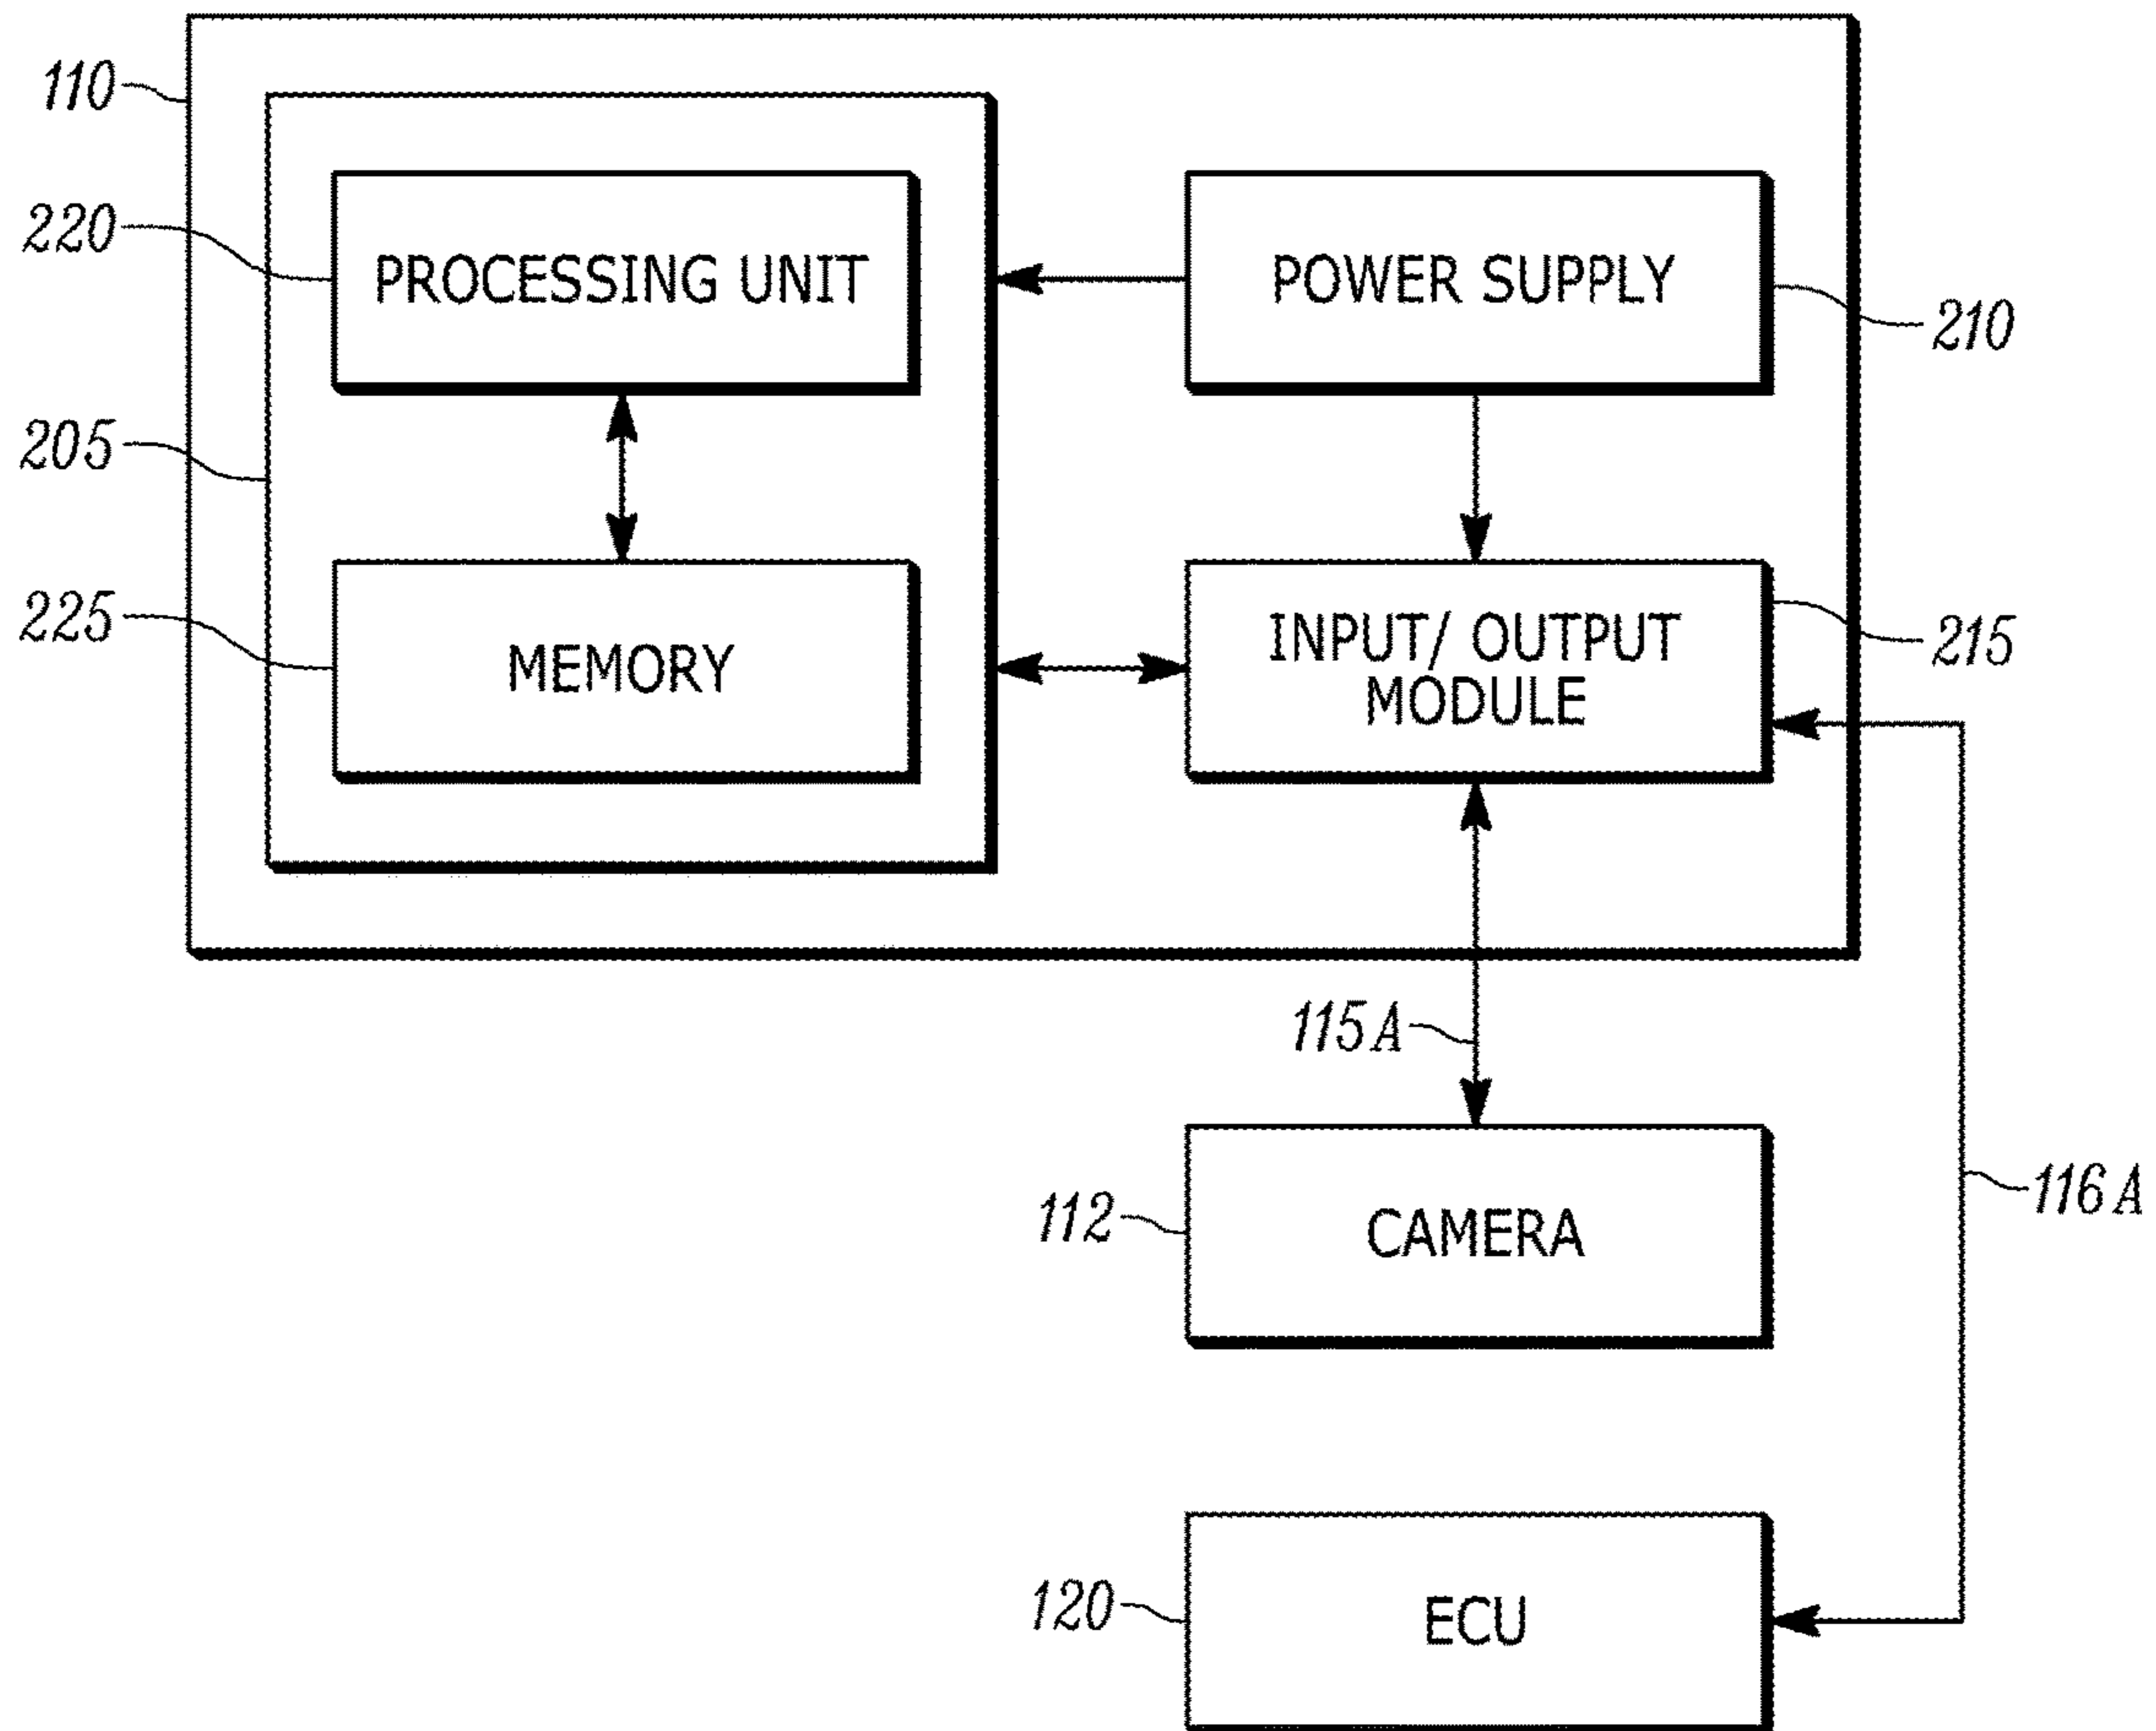 110
220
PROCESSING UNIT
POWER SUPPLY
210
205
225
MEMORY
INPUT/ OUTPUT
MODULE
215
115A
112
CAMERA
116A
120
ECU